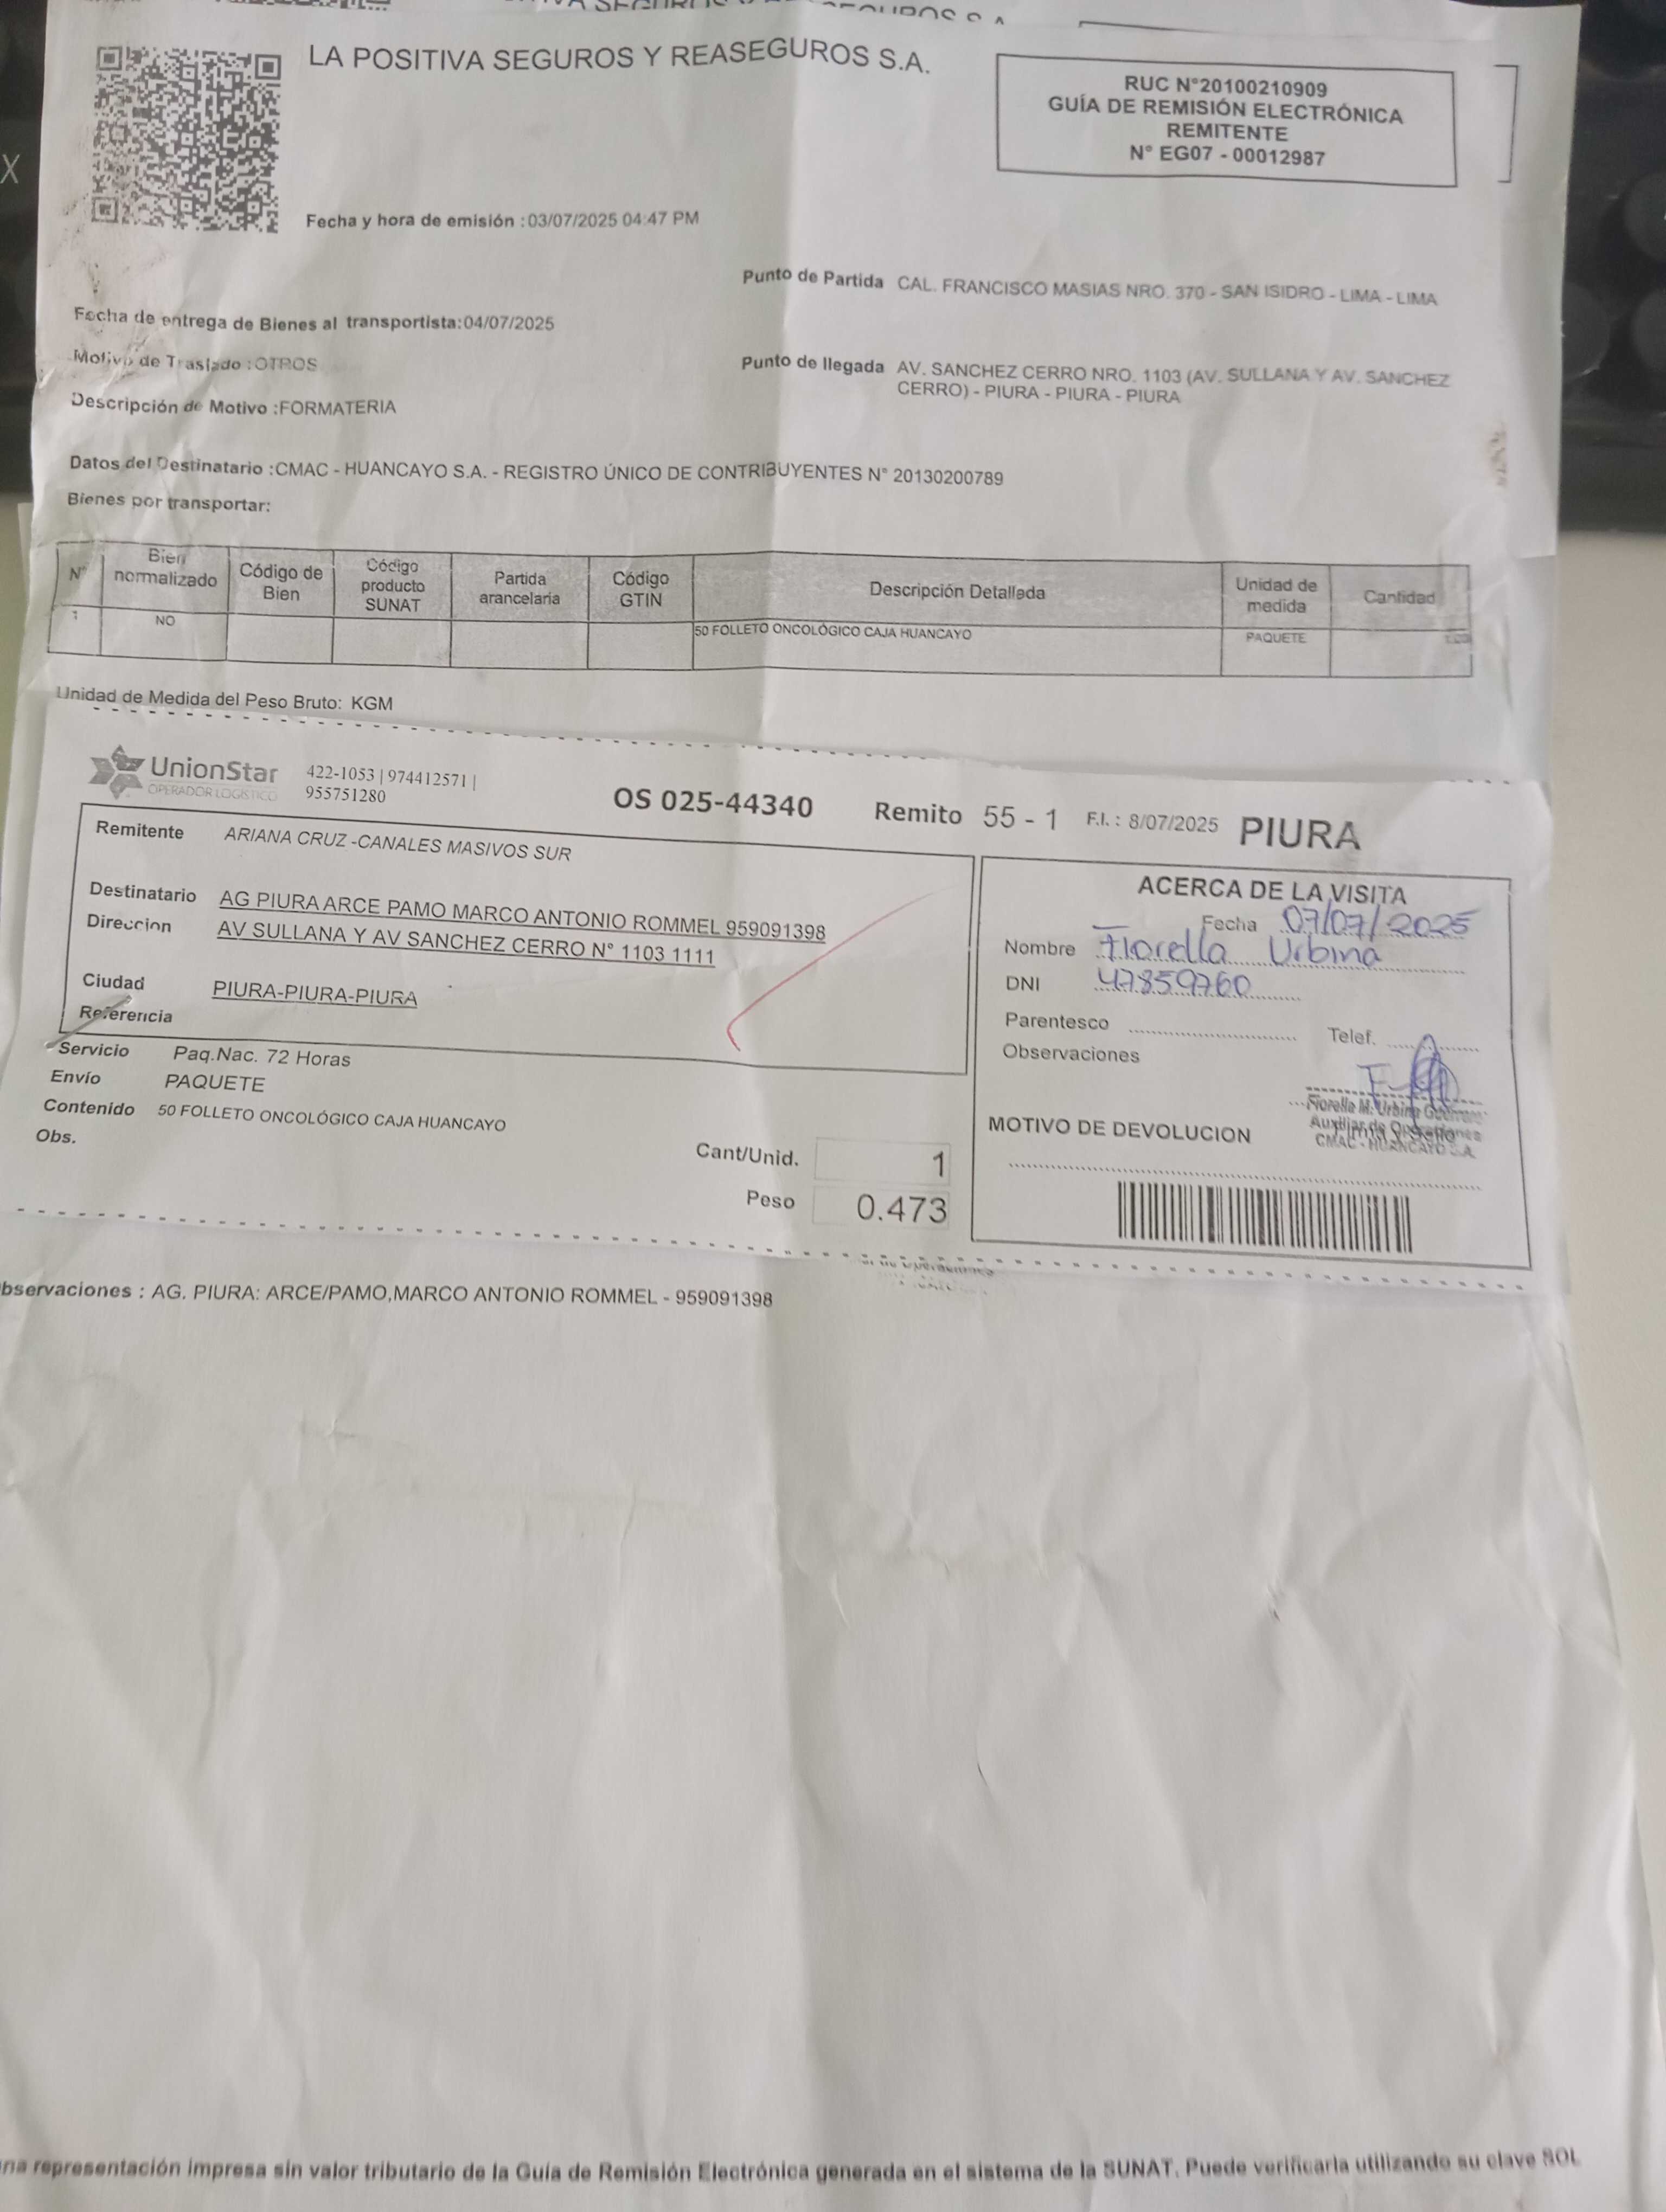 LA POSITIVA SEGUROS Y REASEGUROS S.A.
RUC N°20100210909
GUÍA DE REMISIÓN ELECTRÓNICA
REMITENTE
N° EG07 - 00012987
Fecha y hora de emisión :03/07/2025 04:47 PM
Punto de Partida CAL. FRANCISCO MASIAS NRO. 370 - SAN ISIDRO - LIMA - LIMA
Fecha de entrega de Bienes al transportista:04/07/2025
Motivo de Traslado :OTROS
Punto de llegada AV. SANCHEZ CERRO NRO. 1103 (AV. SULLANA Y AV. SANCHEZ
CERRO) - PIURA - PIURA - PIURA
Descripción de Motivo :FORMATERIA
Datos del Destinatario :CMAC - HUANCAYO S.A. - REGISTRO ÚNICO DE CONTRIBUYENTES N° 20130200789
Bienes por transportar:
N° Bien normalizado Código de Bien Código producto SUNAT Partida arancelaria Código GTIN Descripción Detallada Unidad de medida Cantidad
1 NO 50 FOLLETO ONCOLÓGICO CAJA HUANCAYO PAQUETE
Unidad de Medida del Peso Bruto: KGM
UnionStar
OPERADOR LOGISTICO
422-1053 | 974412571 |
955751280
OS 025-44340 Remito 55 - 1 F.I. : 8/07/2025 PIURA
Remitente ARIANA CRUZ -CANALES MASIVOS SUR
Destinatario AG PIURA ARCE PAMO MARCO ANTONIO ROMMEL 959091398
Direccion AV SULLANA Y AV SANCHEZ CERRO N° 1103 1111
Ciudad PIURA-PIURA-PIURA
Referencia
Servicio Paq.Nac. 72 Horas
Envío PAQUETE
Contenido 50 FOLLETO ONCOLÓGICO CAJA HUANCAYO
Obs.
Cant/Unid. 1
Peso 0.473
ACERCA DE LA VISITA
Fecha 07/07/2025
Nombre Fiorella Urbina
DNI 47859760
Parentesco
Telef.
Observaciones
Fiorella M. Urbina Guerrero
Auxiliar de Operaciones
CMAC - HUANCAYO S.A.
Firma y Sello
MOTIVO DE DEVOLUCION
bservaciones : AG. PIURA: ARCE/PAMO,MARCO ANTONIO ROMMEL - 959091398
na representación impresa sin valor tributario de la Guía de Remisión Electrónica generada en el sistema de la SUNAT. Puede verificarla utilizando su clave SOL